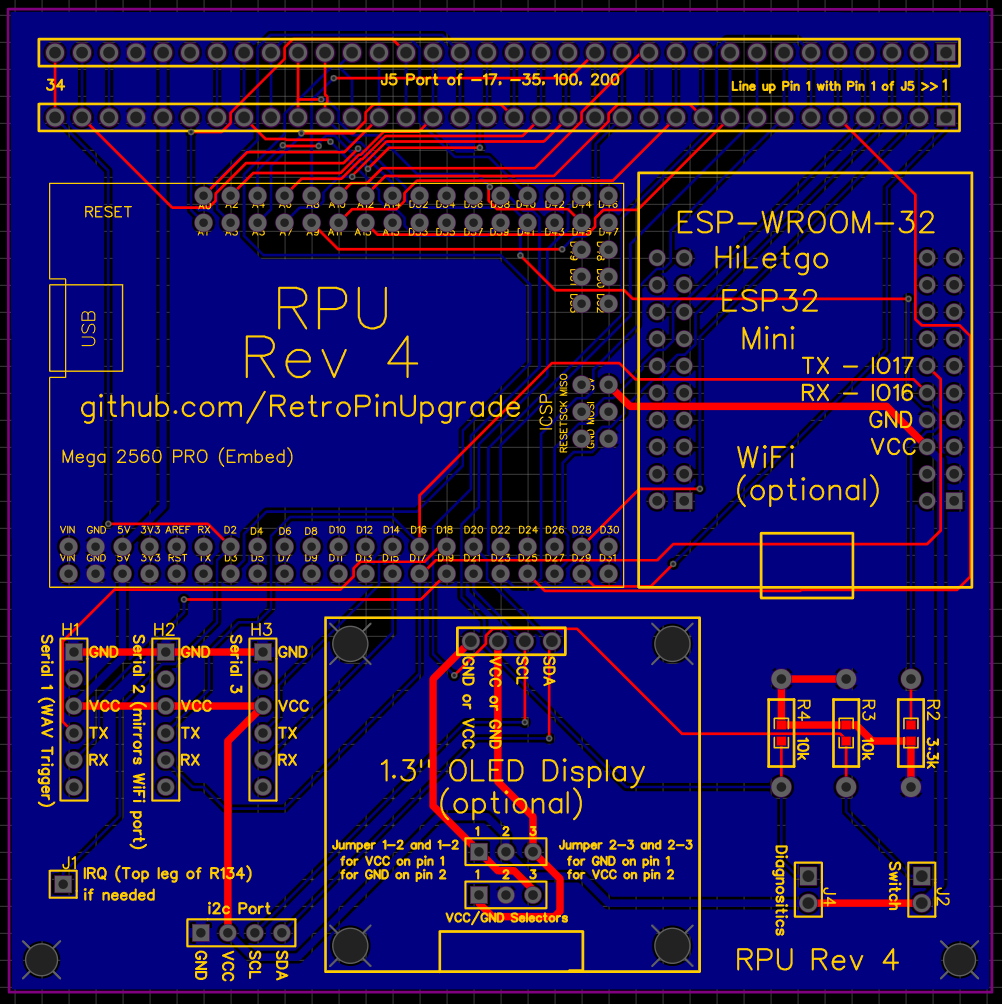 34
J5 Port of -17, -35, 100, 200
Line up Pin 1 with Pin 1 of J5 >> 1
RESET
A0 A2 A4 A6 A8 A10 A12 A14 D32 D34 D36 D38 D40 D42 D44 D46
A1 A3 A5 A7 A9 A11 A13 A15 D33 D35 D37 D39 D41 D43 D45 D47
USB
RPU
Rev 4
github.com/RetroPinUpgrade
Mega 2560 PRO (Embed)
ICSP
RESET SCK MISO
GND MOSI 5V
ESP-WROOM-32
HiLetgo
ESP32
Mini
TX - IO17
RX - IO16
GND
VCC
WiFi
(optional)
VIN GND 5V 3V3 AREF RX D2 D4 D6 D8 D10 D12 D14 D16 D18 D20 D22 D24 D26 D28 D30
VIN GND 5V 3V3 RST TX D3 D5 D7 D9 D11 D13 D15 D17 D19 D21 D23 D25 D27 D29 D31
H1
Serial 1 (WAV Trigger)
GND
VCC
TX
RX
H2
Serial 2 (mirrors WiFi port)
GND
VCC
TX
RX
H3
Serial 3
GND
VCC
TX
RX
GND or VCC
VCC or GND
SCL
SDA
1.3" OLED Display
(optional)
1 2 3
Jumper 1-2 and 1-2
for VCC on pin 1
for GND on pin 2
Jumper 2-3 and 2-3
for GND on pin 1
for VCC on pin 2
1 2 3
VCC/GND Selectors
R4
10k
R3
10k
R2
3.3k
J1
IRQ (Top leg of R134)
if needed
i2c Port
GND
VCC
SCL
SDA
Diagnositics
J4
Switch
J2
RPU Rev 4